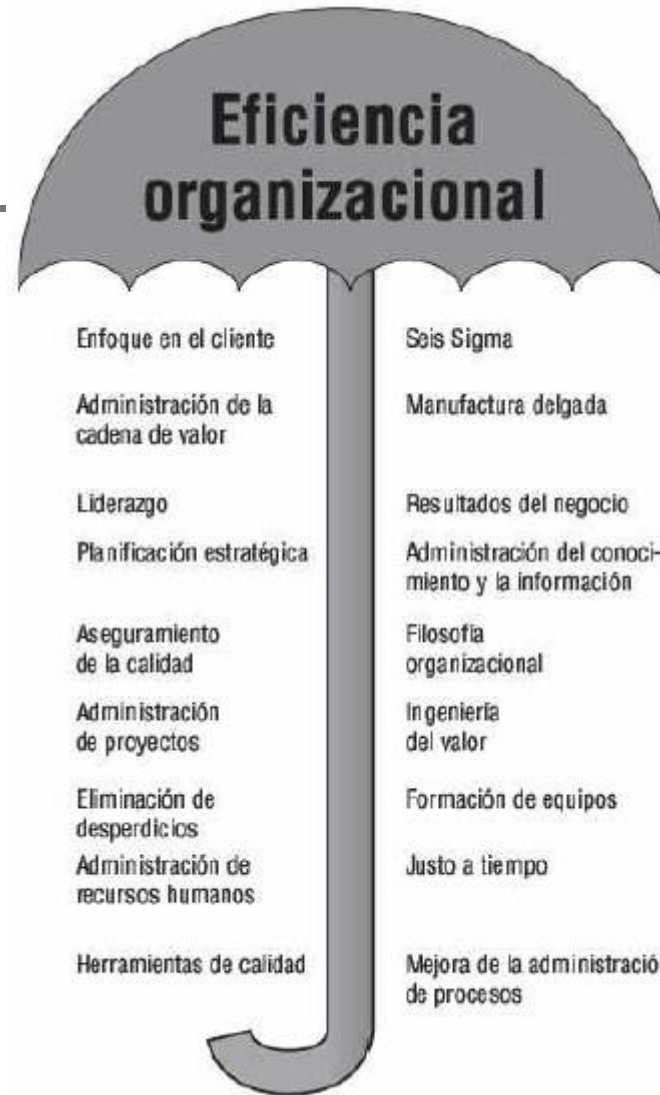 Eficiencia
organizacional
Enfoque en el cliente
Administración de la
cadena de valor
Liderazgo
Planificación estratégica
Aseguramiento
de la calidad
Administración
de proyectos
Eliminación de
desperdicios
Administración de
recursos humanos
Herramientas de calidad
Seis Sigma
Manufactura delgada
Resultados del negocio
Administración del conoci-
miento y la información
Filosofía
organizacional
Ingeniería
del valor
Formación de equipos
Justo a tiempo
Mejora de la administració
de procesos